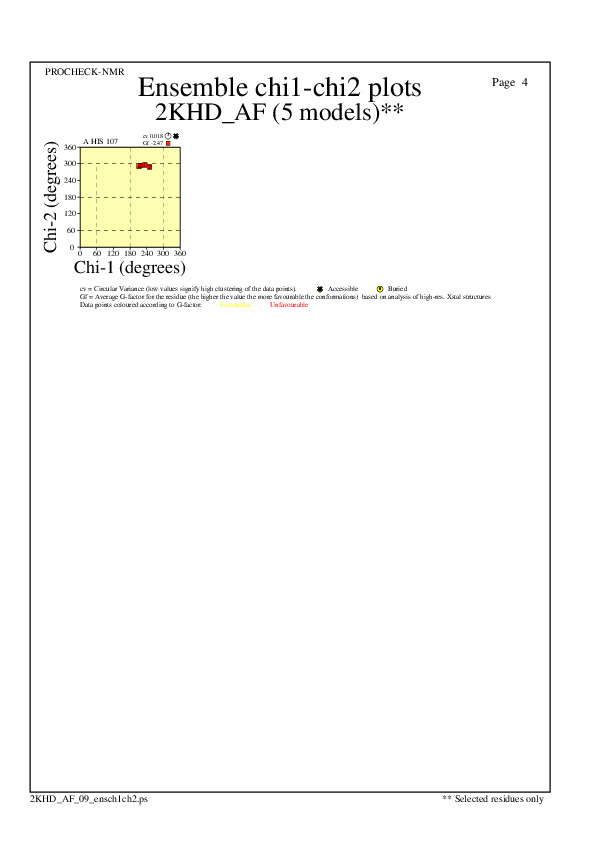 PROCHECK-NMR
Ensemble chi1-chi2 plots
Page 4
2KHD_AF (5 models)**
A HIS 107
cv 0.018
Gf -2.47
Chi-2 (degrees)
360
300
240
180
120
60
0
0 60 120 180 240 300 360
Chi-1 (degrees)
cv = Circular Variance (low values signify high clustering of the data points). Accessible Buried
Gf = Average G-factor for the residue (the higher the value the more favourable the conformations) based on analysis of high-res. Xstal structures
Data points coloured according to G-factor: Favourable Unfavourable
2KHD_AF_09_ensch1ch2.ps
** Selected residues only